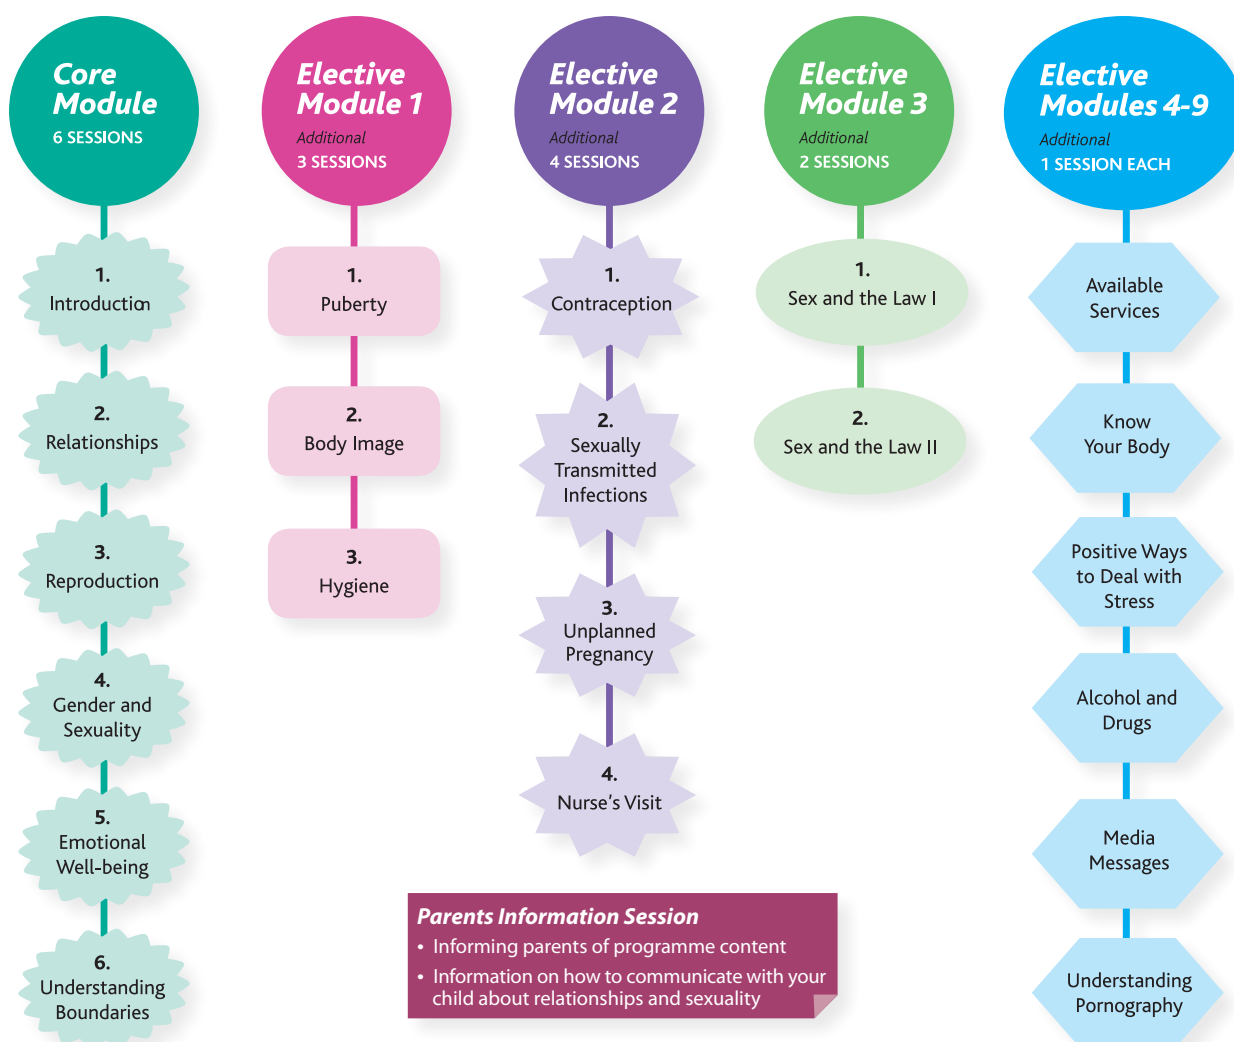 Core
Module
6 SESSIONS
1.
Introduction
2.
Relationships
3.
Reproduction
4.
Gender and
Sexuality
5.
Emotional
Well-being
6.
Understanding
Boundaries
Elective
Module 1
Additional
3 SESSIONS
1.
Puberty
2.
Body Image
3.
Hygiene
Elective
Module 2
Additional
4 SESSIONS
1.
Contraception
2.
Sexually
Transmitted
Infections
3.
Unplanned
Pregnancy
4.
Nurse's Visit
Elective
Module 3
Additional
2 SESSIONS
1.
Sex and the Law I
2.
Sex and the Law II
Elective
Modules 4-9
Additional
1 SESSION EACH
Available
Services
Know
Your Body
Positive Ways
to Deal with
Stress
Alcohol and
Drugs
Media
Messages
Understanding
Pornography
Parents Information Session
• Informing parents of programme content
• Information on how to communicate with your
child about relationships and sexuality